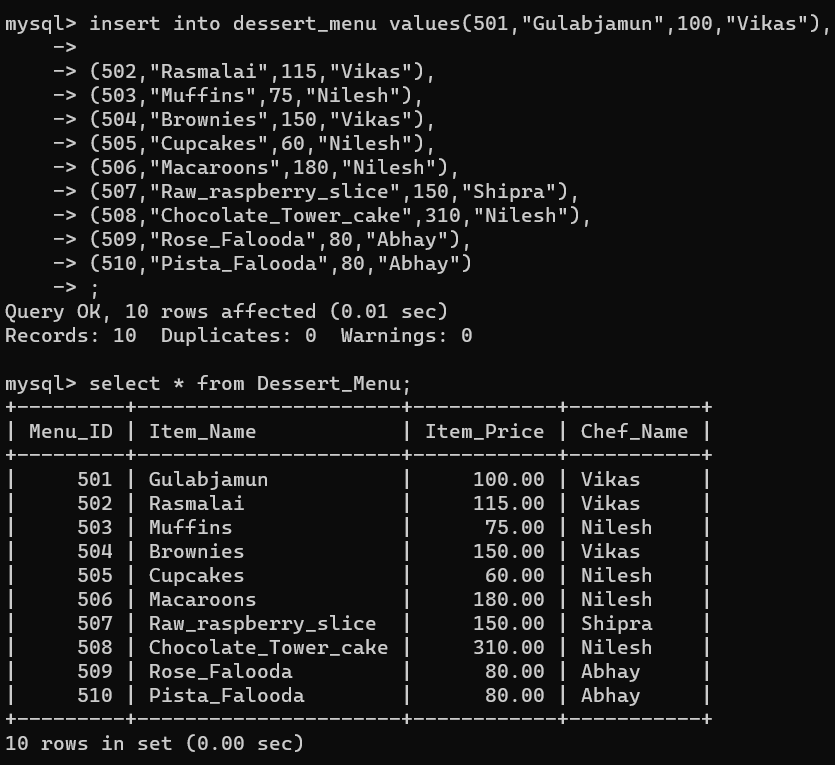 mysql> insert into dessert_menu values(501,"Gulabjamun",100,"Vikas"),
    ->
    -> (502,"Rasmalai",115,"Vikas"),
    -> (503,"Muffins",75,"Nilesh"),
    -> (504,"Brownies",150,"Vikas"),
    -> (505,"Cupcakes",60,"Nilesh"),
    -> (506,"Macaroons",180,"Nilesh"),
    -> (507,"Raw_raspberry_slice",150,"Shipra"),
    -> (508,"Chocolate_Tower_cake",310,"Nilesh"),
    -> (509,"Rose_Falooda",80,"Abhay"),
    -> (510,"Pista_Falooda",80,"Abhay")
    -> ;
Query OK, 10 rows affected (0.01 sec)
Records: 10  Duplicates: 0  Warnings: 0

mysql> select * from Dessert_Menu;
+---------+----------------------+------------+-----------+
| Menu_ID | Item_Name            | Item_Price | Chef_Name |
+---------+----------------------+------------+-----------+
|     501 | Gulabjamun           |     100.00 | Vikas     |
|     502 | Rasmalai             |     115.00 | Vikas     |
|     503 | Muffins              |      75.00 | Nilesh    |
|     504 | Brownies             |     150.00 | Vikas     |
|     505 | Cupcakes             |      60.00 | Nilesh    |
|     506 | Macaroons            |     180.00 | Nilesh    |
|     507 | Raw_raspberry_slice  |     150.00 | Shipra    |
|     508 | Chocolate_Tower_cake |     310.00 | Nilesh    |
|     509 | Rose_Falooda         |      80.00 | Abhay     |
|     510 | Pista_Falooda        |      80.00 | Abhay     |
+---------+----------------------+------------+-----------+
10 rows in set (0.00 sec)